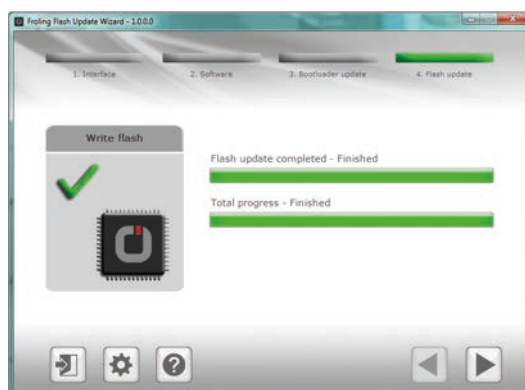 Froling Flash Update Wizard - 1.0.0.0
1. Interface
2. Software
3. Bootloader update
4. Flash update
Write flash
Flash update completed - Finished
Total progress - Finished